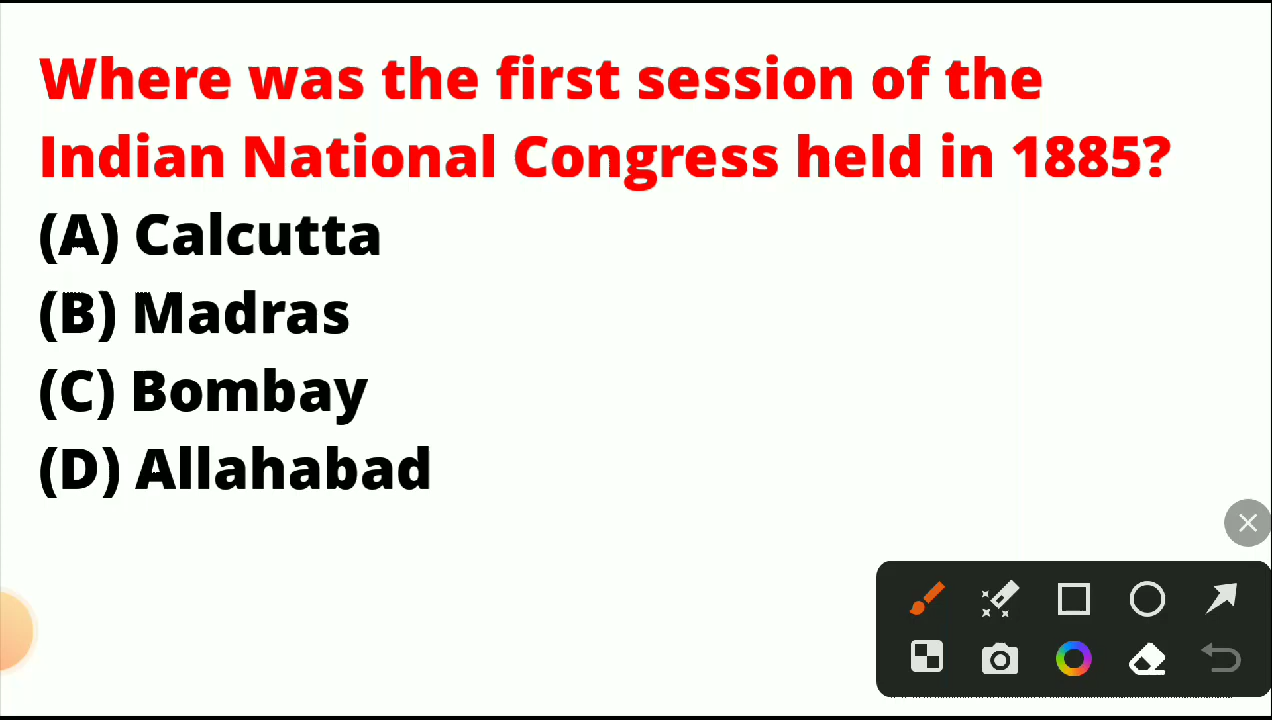 Where was the first session of the
Indian National Congress held in 1885?
(A) Calcutta
(B) Madras
(C) Bombay
(D) Allahabad